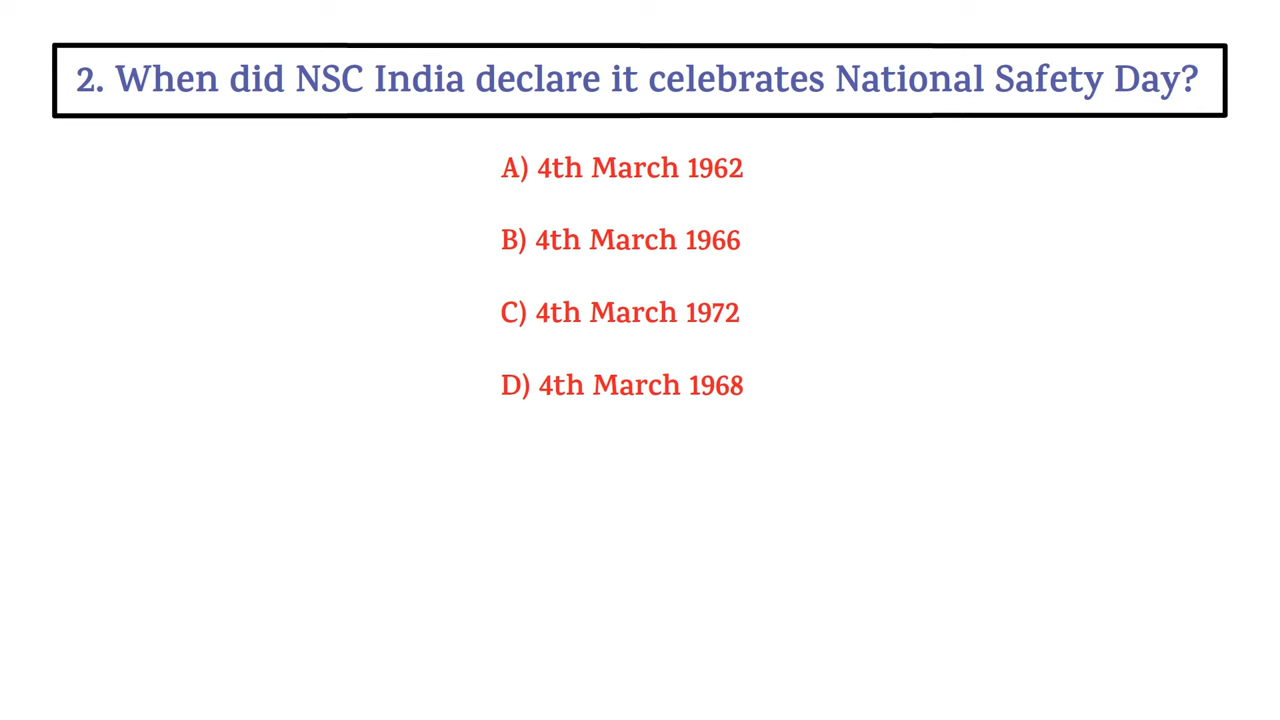 2. When did NSC India declare it celebrates National Safety Day?
A) 4th March 1962
B) 4th March 1966
C) 4th March 1972
D) 4th March 1968